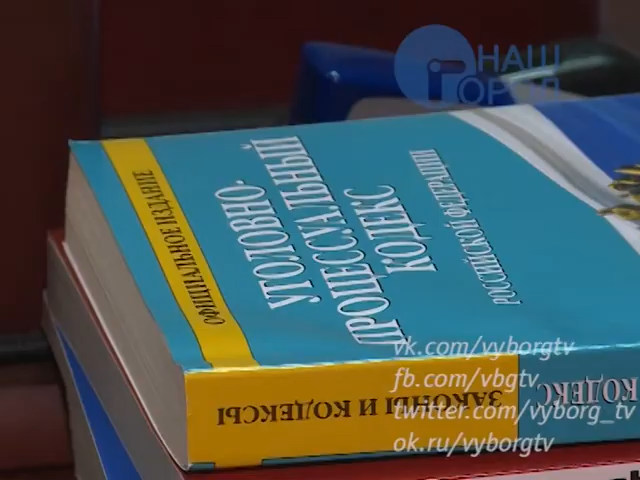 НАШ
ГОРОД
ОФИЦИАЛЬНОЕ ИЗДАНИЕ
УГОЛОВНО-
ПРОЦЕССУАЛЬНЫЙ
КОДЕКС
РОССИЙСКОЙ ФЕДЕРАЦИИ
ЗАКОНЫ И КОДЕКСЫ
КОДЕКС
vk.com/vyborgtv
fb.com/vbgtv
twitter.com/vyborg_tv
ok.ru/vyborgtv